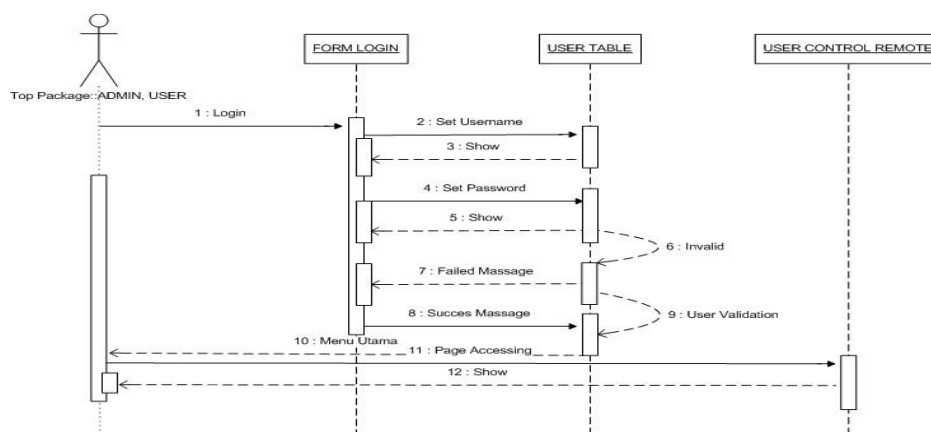 FORM LOGIN
USER TABLE
USER CONTROL REMOTE
Top Package::ADMIN, USER
1 : Login
2 : Set Username
3 : Show
4 : Set Password
5 : Show
6 : Invalid
7 : Failed Massage
8 : Succes Massage
9 : User Validation
10 : Menu Utama
11 : Page Accessing
12 : Show